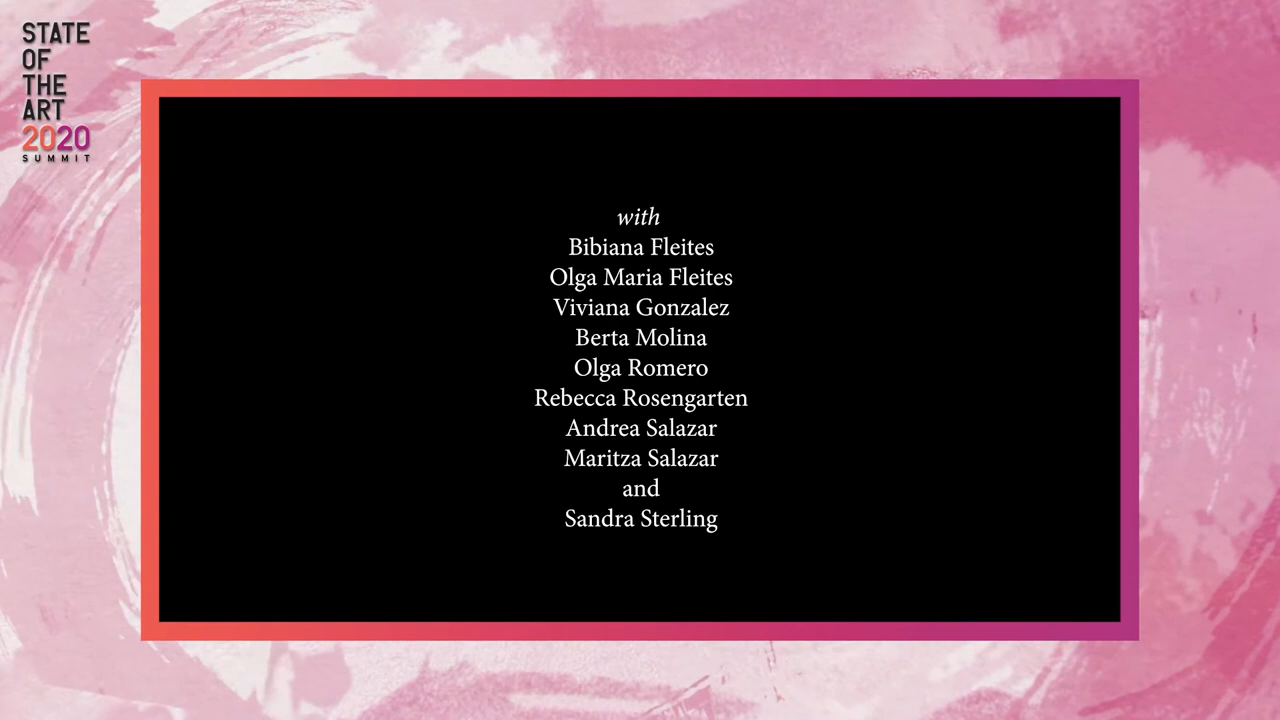 STATE
OF
THE
ART
2020
SUMMIT
with
Bibiana Fleites
Olga Maria Fleites
Viviana Gonzalez
Berta Molina
Olga Romero
Rebecca Rosengarten
Andrea Salazar
Maritza Salazar
and
Sandra Sterling